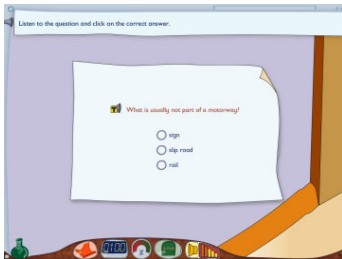 Listen to the question and click on the correct answer.
What is usually not part of a motorway?
sign
slip road
rail